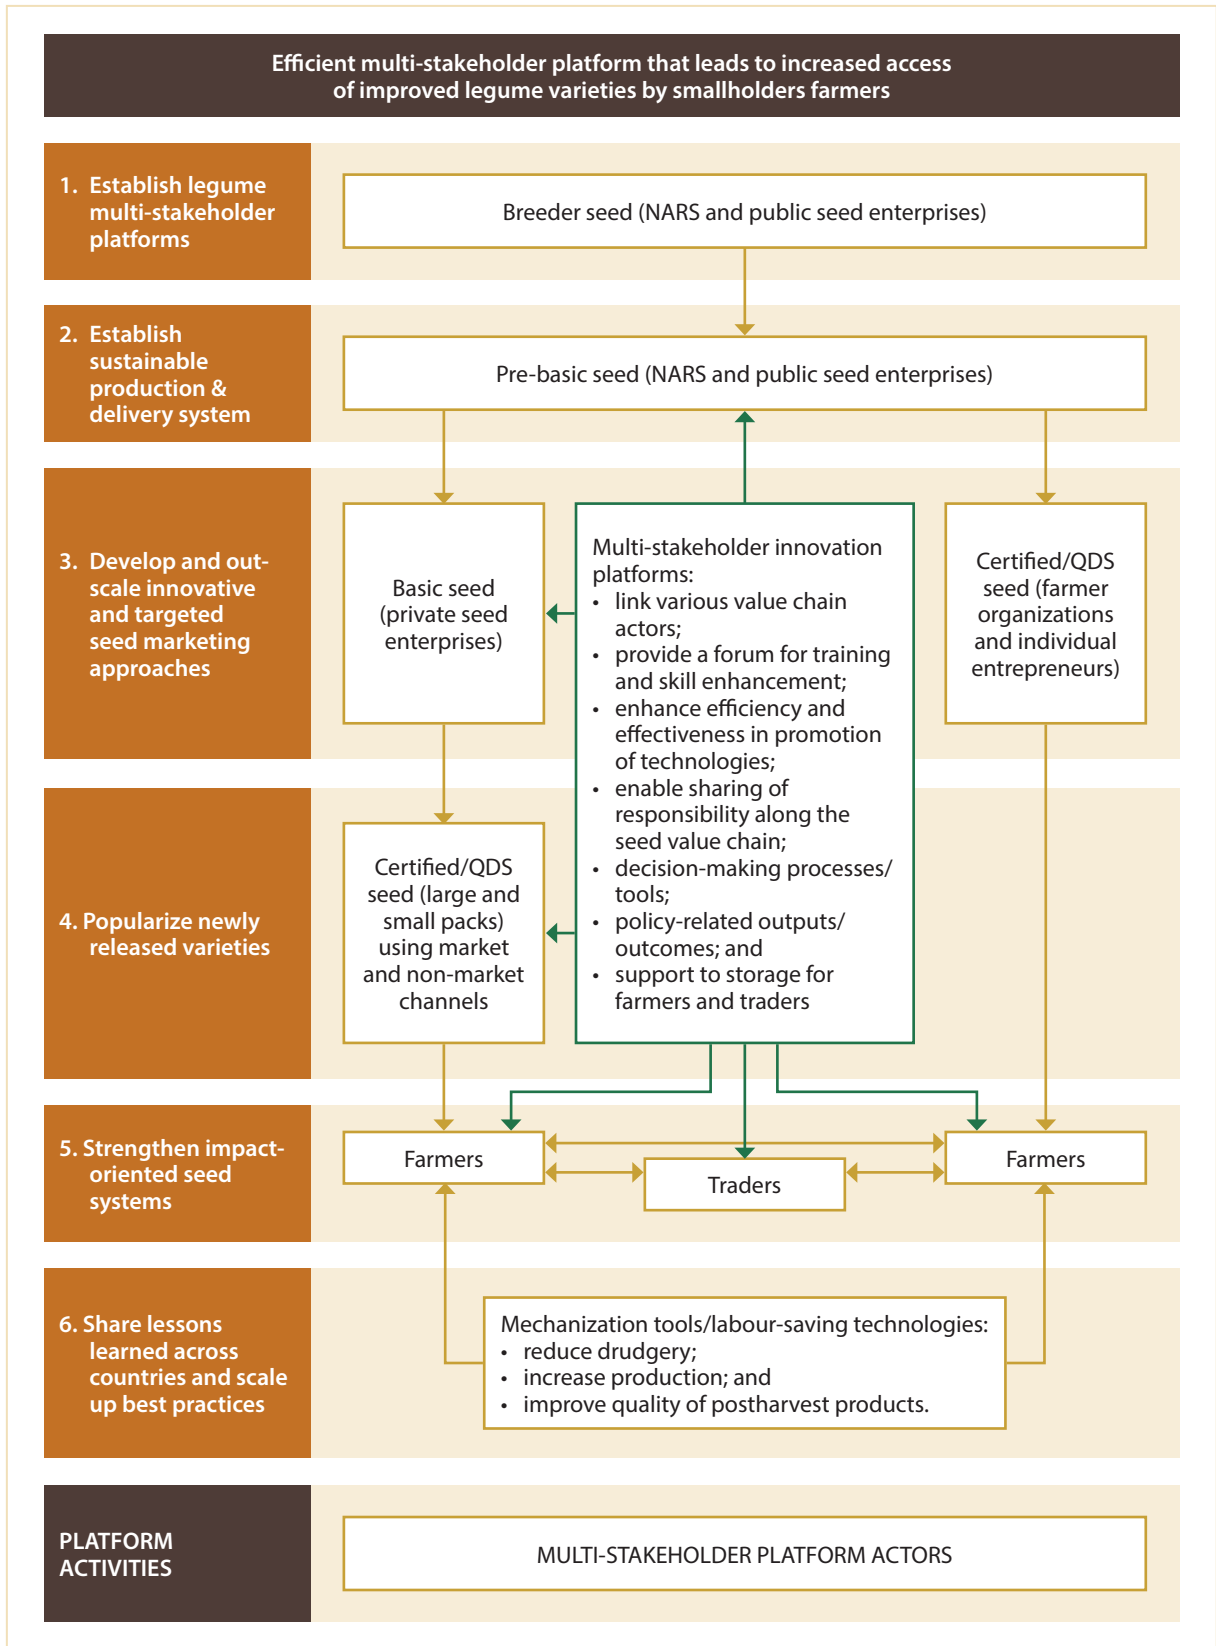 Efficient multi-stakeholder platform that leads to increased access
of improved legume varieties by smallholders farmers
1. Establish legume
multi-stakeholder
platforms
Breeder seed (NARS and public seed enterprises)
2. Establish
sustainable
production &
delivery system
Pre-basic seed (NARS and public seed enterprises)
3. Develop and out-
scale innovative
and targeted
seed marketing
approaches
Basic seed
(private seed
enterprises)
Multi-stakeholder innovation
platforms:
• link various value chain
actors;
• provide a forum for training
and skill enhancement;
• enhance efficiency and
effectiveness in promotion
of technologies;
• enable sharing of
responsibility along the
seed value chain;
• decision-making processes/
tools;
• policy-related outputs/
outcomes; and
• support to storage for
farmers and traders
Certified/QDS
seed (farmer
organizations
and individual
entrepreneurs)
4. Popularize newly
released varieties
Certified/QDS
seed (large and
small packs)
using market
and non-market
channels
5. Strengthen impact-
oriented seed
systems
Farmers
Traders
Farmers
6. Share lessons
learned across
countries and scale
up best practices
Mechanization tools/labour-saving technologies:
• reduce drudgery;
• increase production; and
• improve quality of postharvest products.
PLATFORM
ACTIVITIES
MULTI-STAKEHOLDER PLATFORM ACTORS